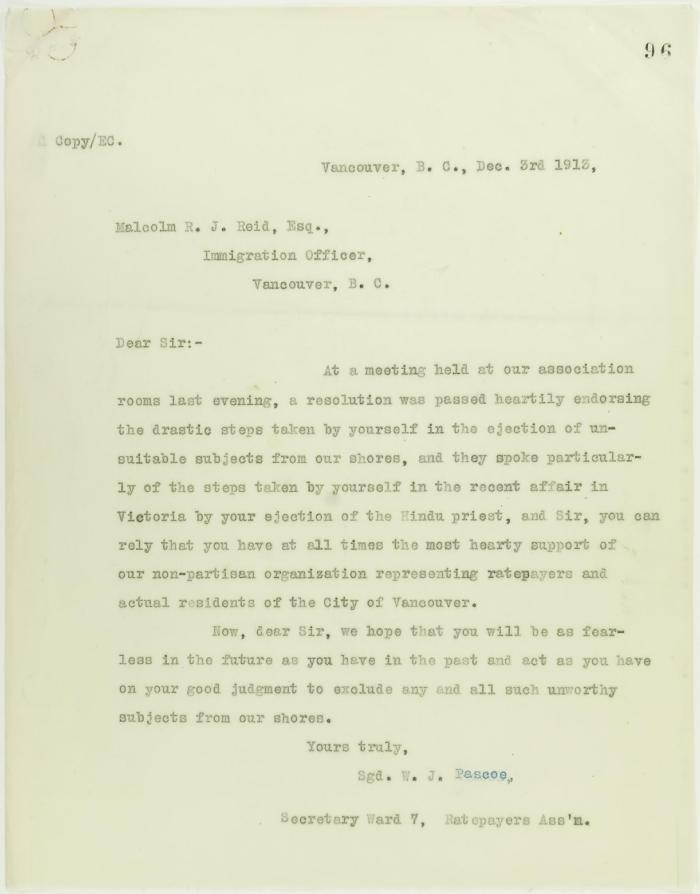 96
Copy/EC.
Vancouver, B. C., Dec. 3rd 1913,
Malcolm R. J. Reid, Esq.,
Immigration Officer,
Vancouver, B. C.
Dear Sir:-
At a meeting held at our association
rooms last evening, a resolution was passed heartily endorsing
the drastic steps taken by yourself in the ejection of un-
suitable subjects from our shores, and they spoke particular-
ly of the steps taken by yourself in the recent affair in
Victoria by your ejection of the Hindu priest, and Sir, you can
rely that you have at all times the most hearty support of
our non-partisan organization representing ratepayers and
actual residents of the City of Vancouver.
Now, dear Sir, we hope that you will be as fear-
less in the future as you have in the past and act as you have
on your good judgment to exclude any and all such unworthy
subjects from our shores.
Yours truly,
Sgd. W. J. Pascoe,
Secretary Ward 7, Ratepayers Ass'n.